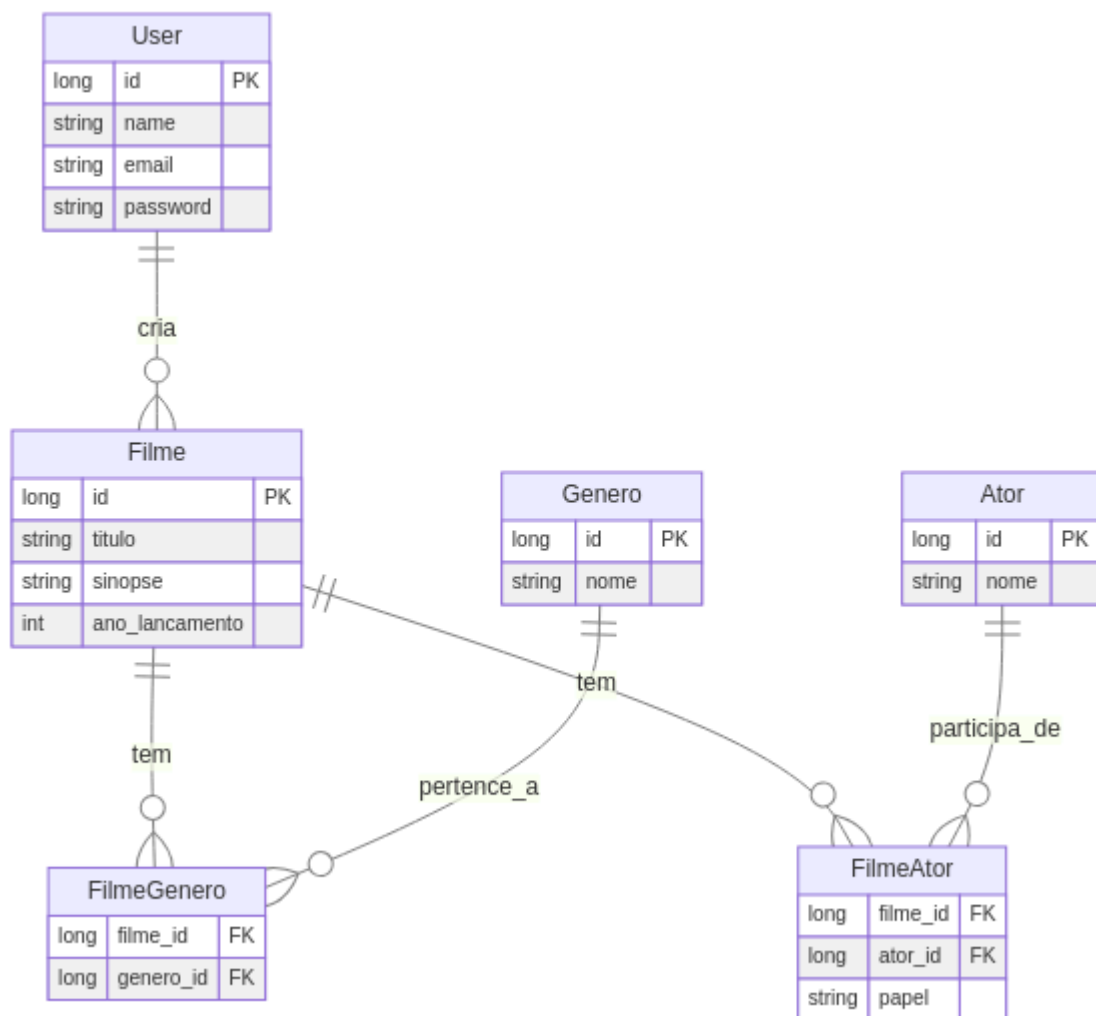 User
long id PK
string name
string email
string password
cria
Filme
long id PK
string titulo
string sinopse
int ano_lancamento
Genero
long id PK
string nome
Ator
long id PK
string nome
tem
participa_de
tem
pertence_a
FilmeGenero
long filme_id FK
long genero_id FK
FilmeAtor
long filme_id FK
long ator_id FK
string papel